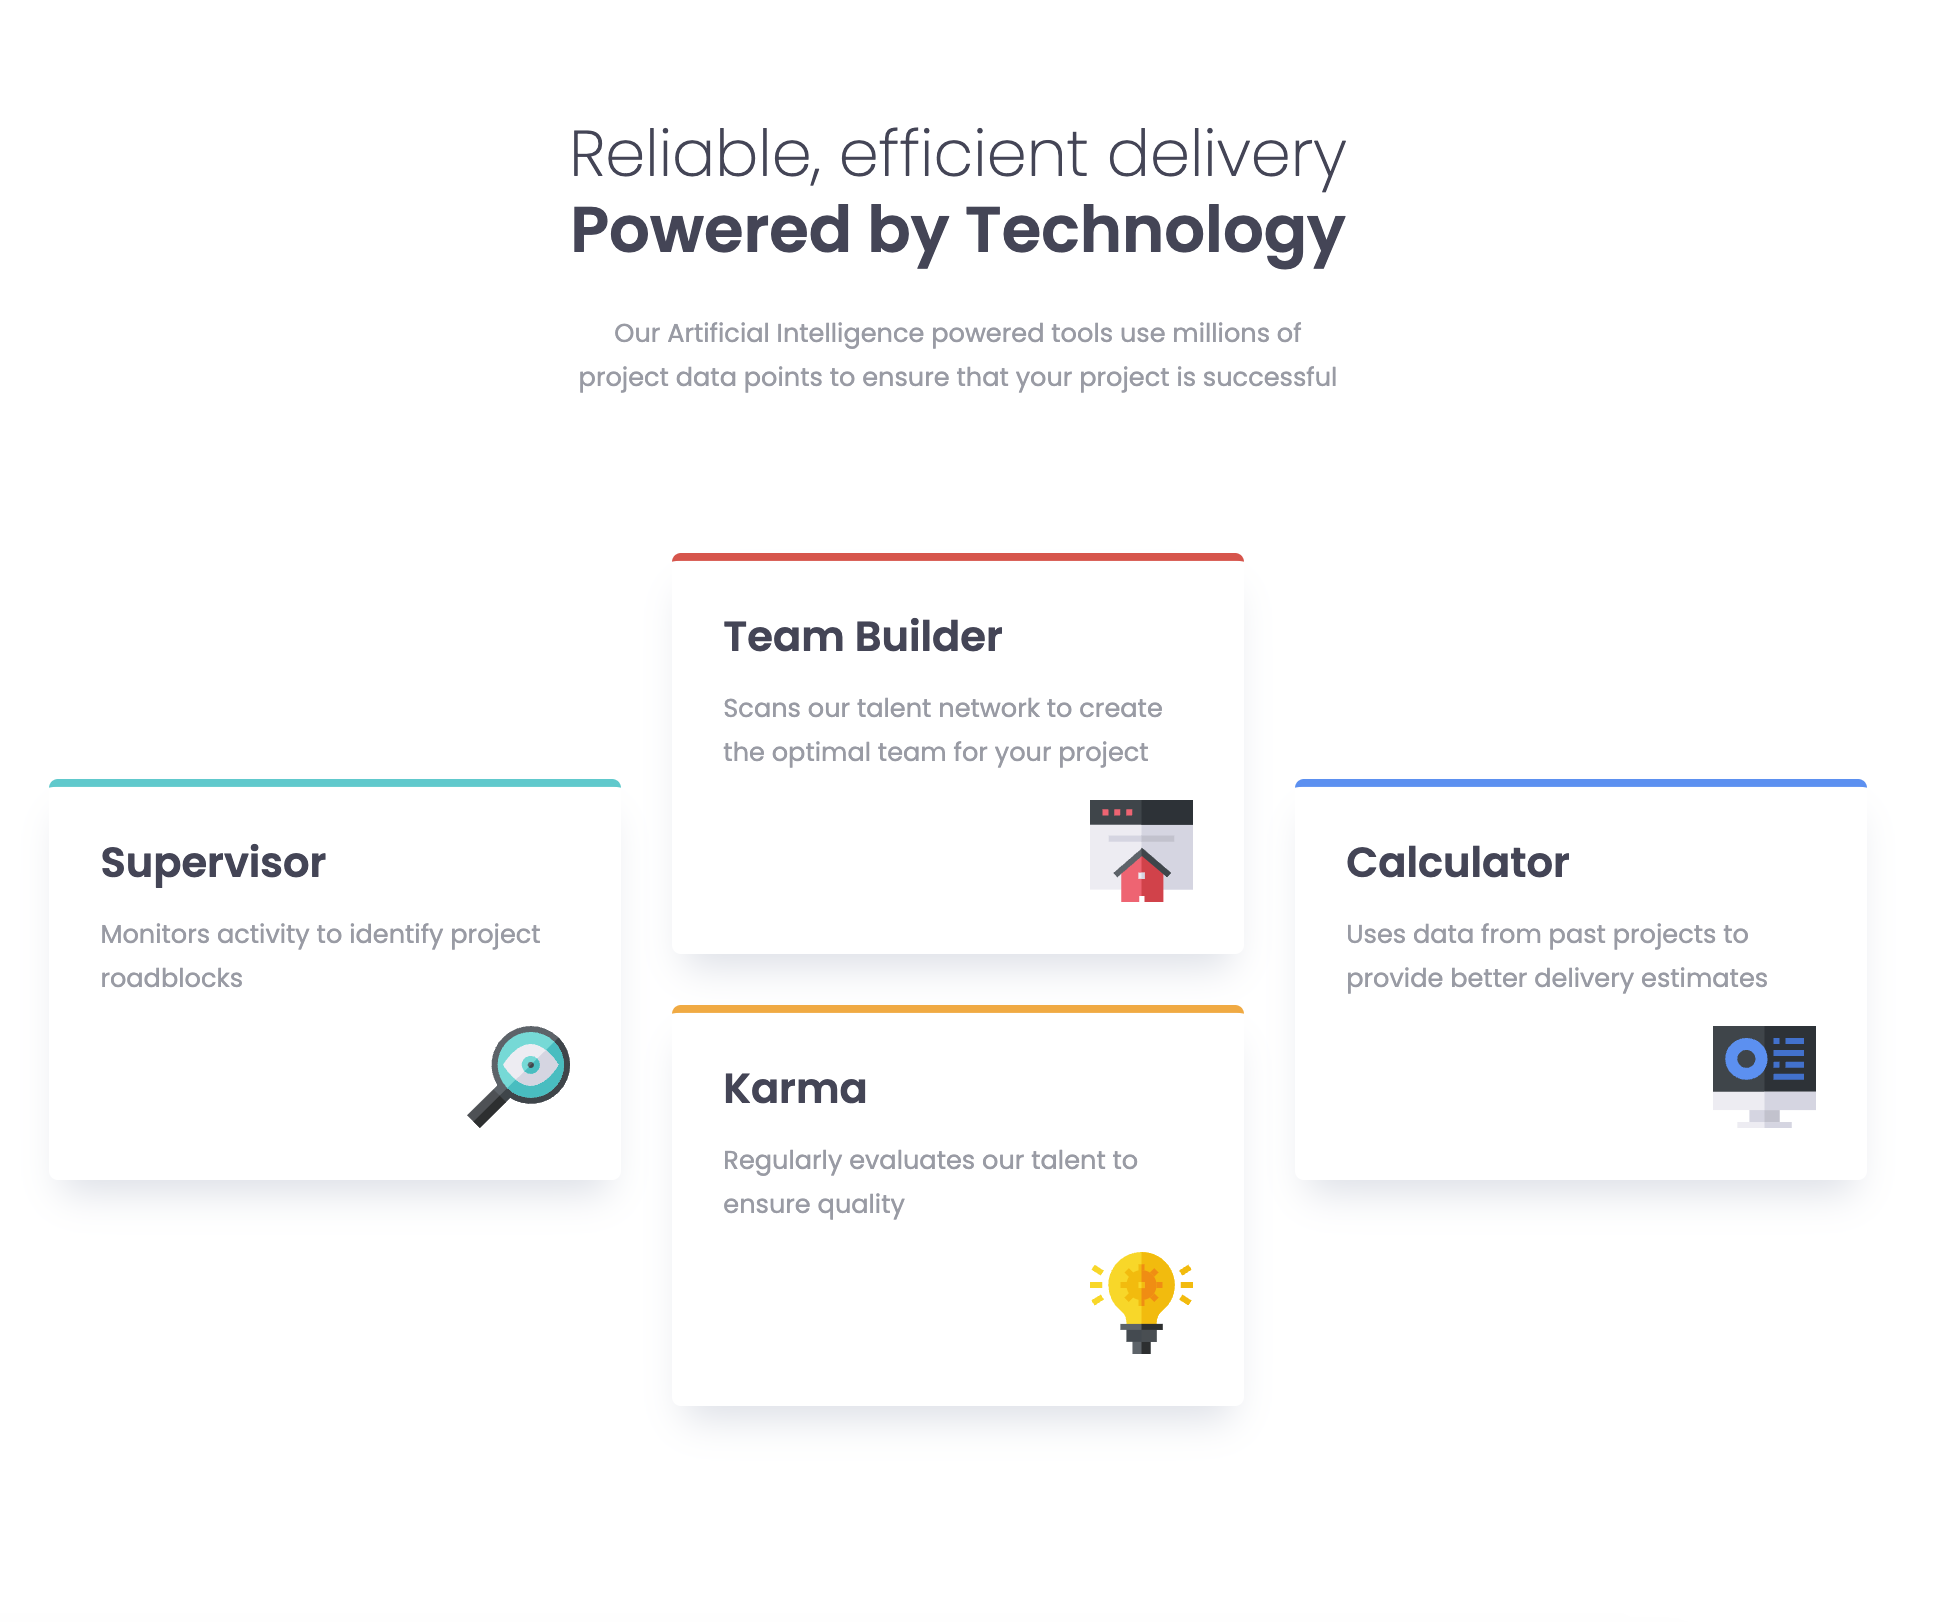 Reliable, efficient delivery
Powered by Technology
Our Artificial Intelligence powered tools use millions of
project data points to ensure that your project is successful
Supervisor
Monitors activity to identify project
roadblocks
Team Builder
Scans our talent network to create
the optimal team for your project
Karma
Regularly evaluates our talent to
ensure quality
Calculator
Uses data from past projects to
provide better delivery estimates